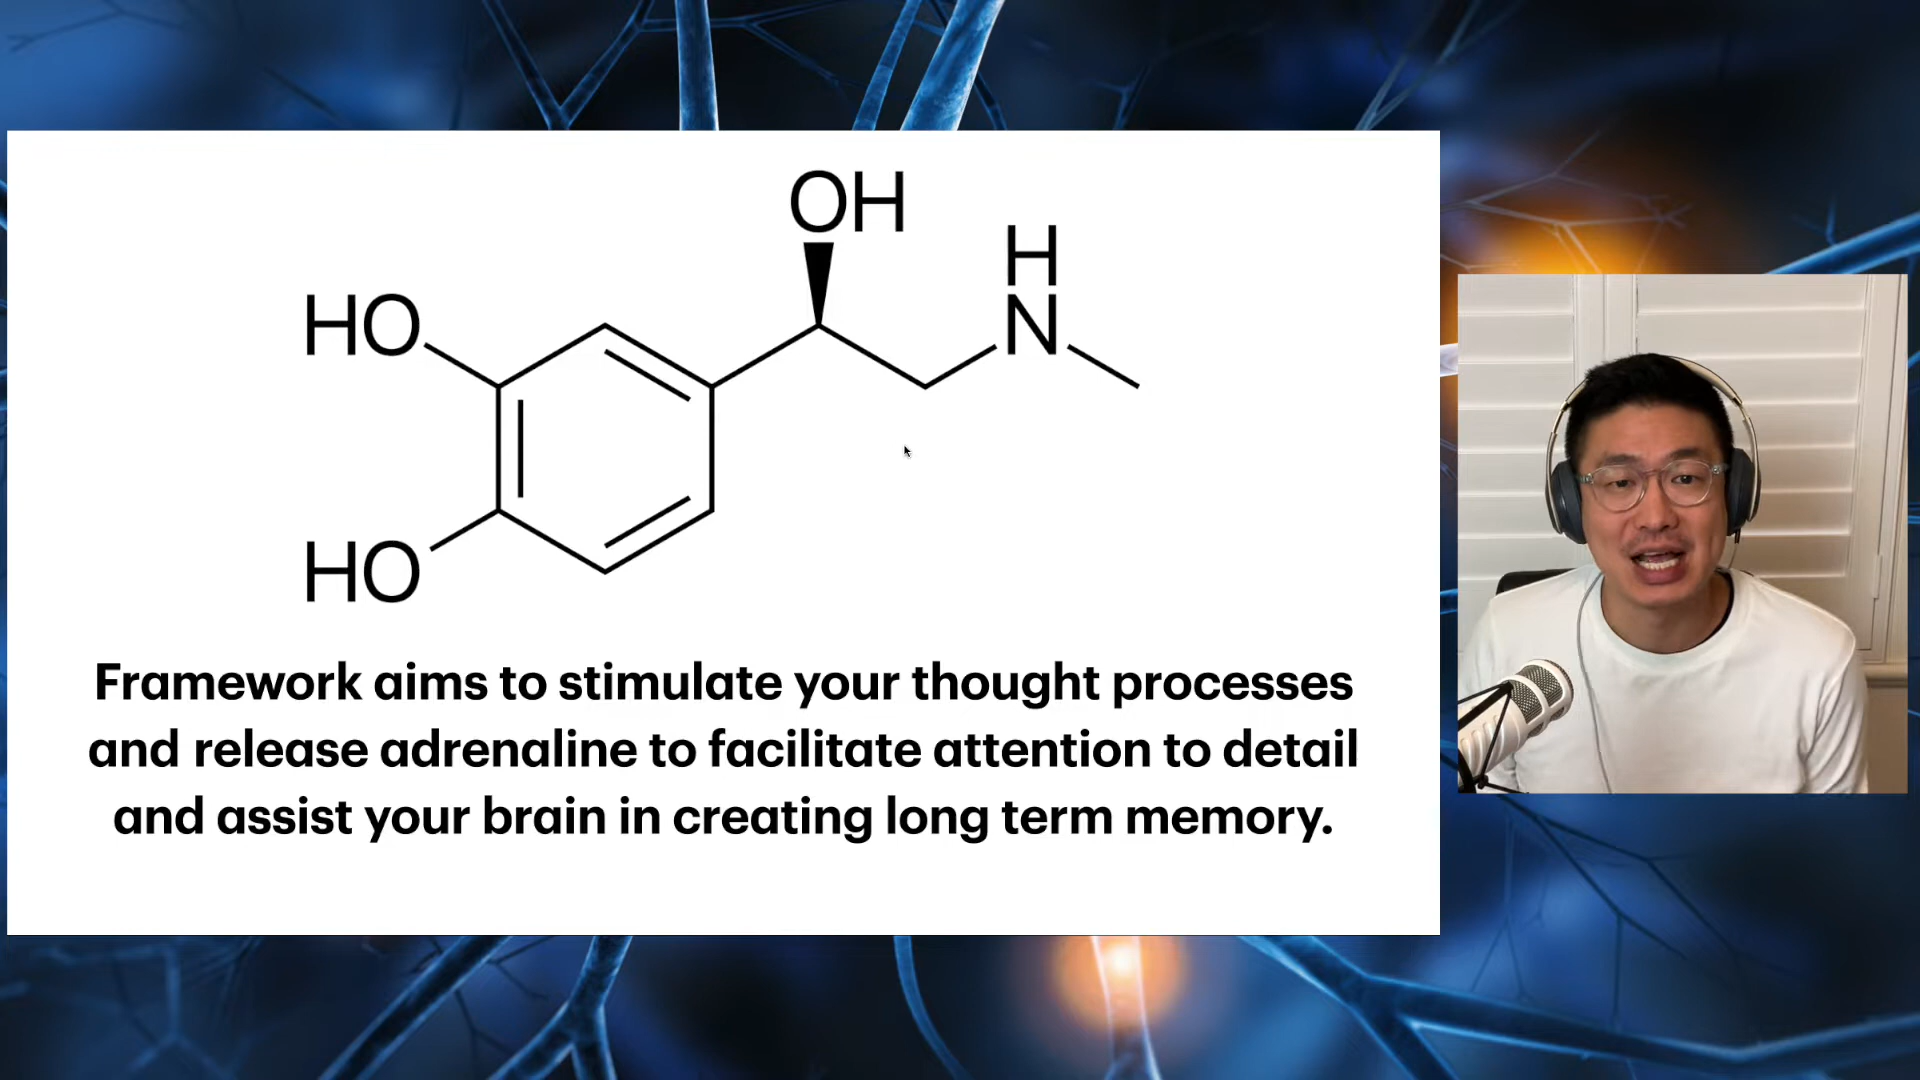 OH
H
N
HO
HO
Framework aims to stimulate your thought processes
and release adrenaline to facilitate attention to detail
and assist your brain in creating long term memory.